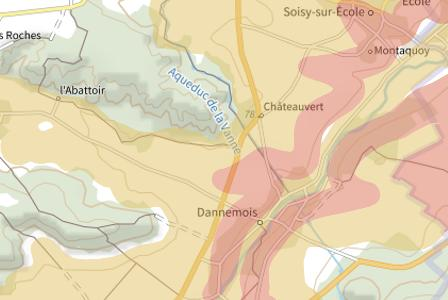 École
Soisy-sur-École
s Roches
Montaquoy
l'Abattoir
Aqueduc de la Vanne
Châteauvert
78
Dannemois